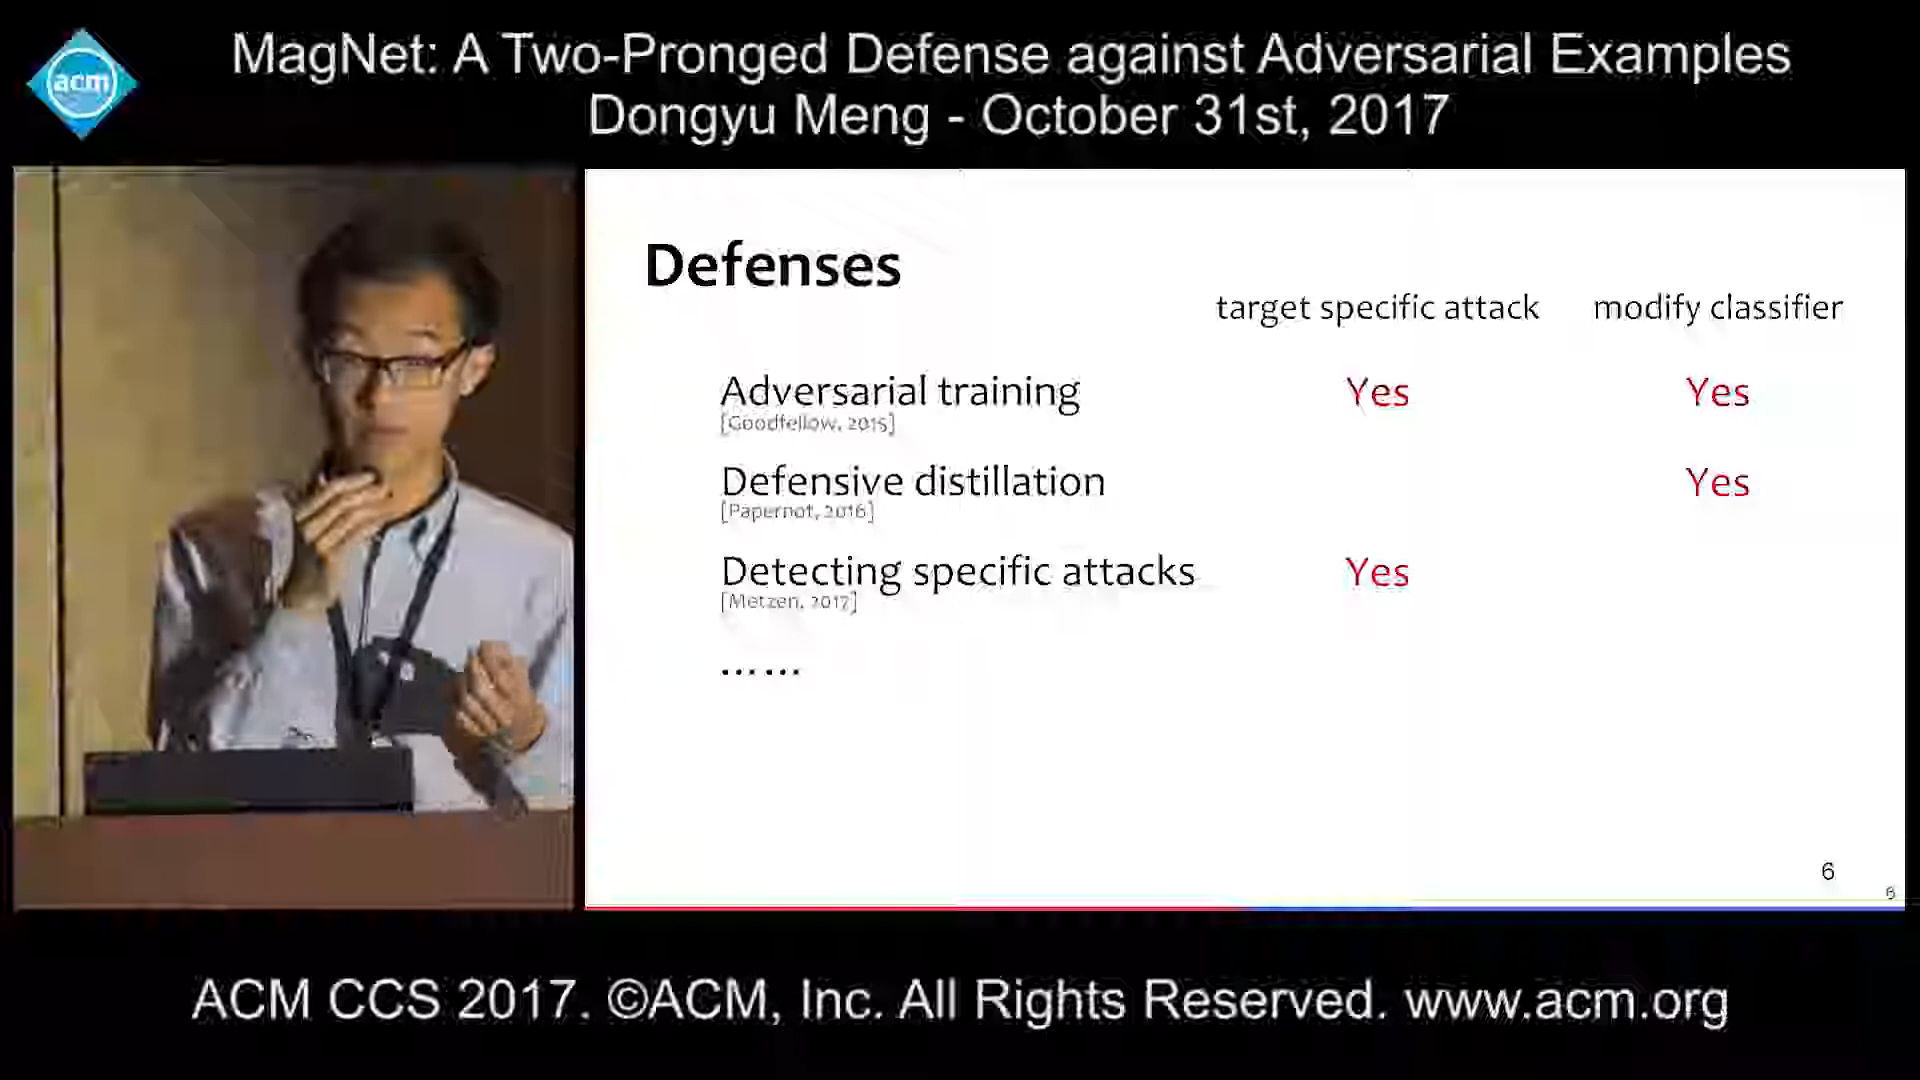 acm
MagNet: A Two-Pronged Defense against Adversarial Examples
Dongyu Meng - October 31st, 2017
Defenses
target specific attack modify classifier
Adversarial training Yes Yes
[Goodfellow, 2015]
Defensive distillation Yes
[Papernot, 2016]
Detecting specific attacks Yes
[Metzen, 2017]
......
6
6
ACM CCS 2017. ©ACM, Inc. All Rights Reserved. www.acm.org